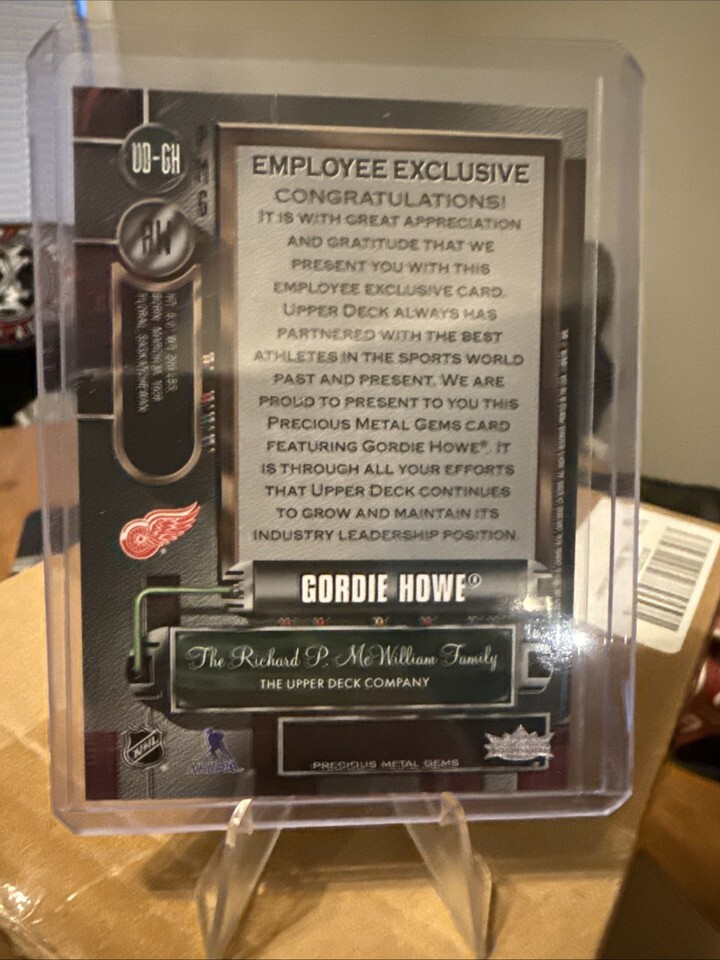 UD-GH
RW
EMPLOYEE EXCLUSIVE
CONGRATULATIONS!
IT IS WITH GREAT APPRECIATION
AND GRATITUDE THAT WE
PRESENT YOU WITH THIS
EMPLOYEE EXCLUSIVE CARD.
UPPER DECK ALWAYS HAS
PARTNERED WITH THE BEST
ATHLETES IN THE SPORTS WORLD
PAST AND PRESENT. WE ARE
PROUD TO PRESENT TO YOU THIS
PRECIOUS METAL GEMS CARD
FEATURING GORDIE HOWE®. IT
IS THROUGH ALL YOUR EFFORTS
THAT UPPER DECK CONTINUES
TO GROW AND MAINTAIN ITS
INDUSTRY LEADERSHIP POSITION.
GORDIE HOWE®
The Richard P. McWilliam Family
THE UPPER DECK COMPANY
NHL
PRECIOUS METAL GEMS